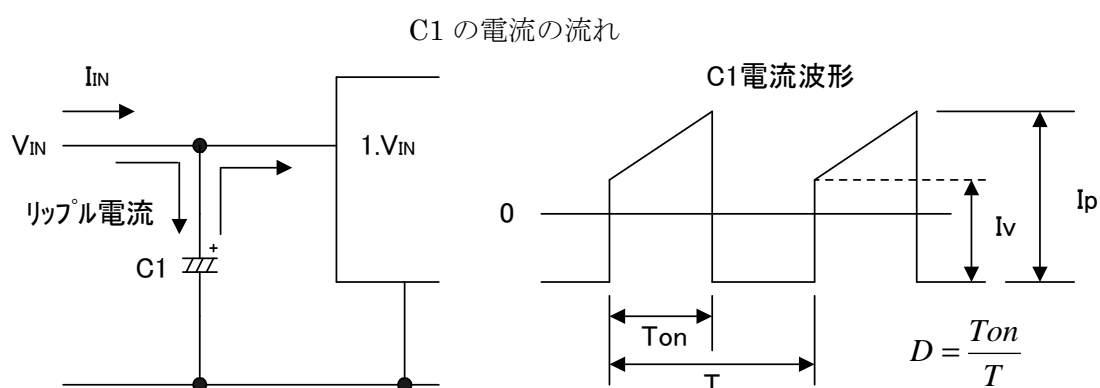 C1 の電流の流れ
IIN
VIN
1.VIN
リップル電流
+
C1
C1電流波形
0
Iv
Ip
Ton
T
D = Ton / T